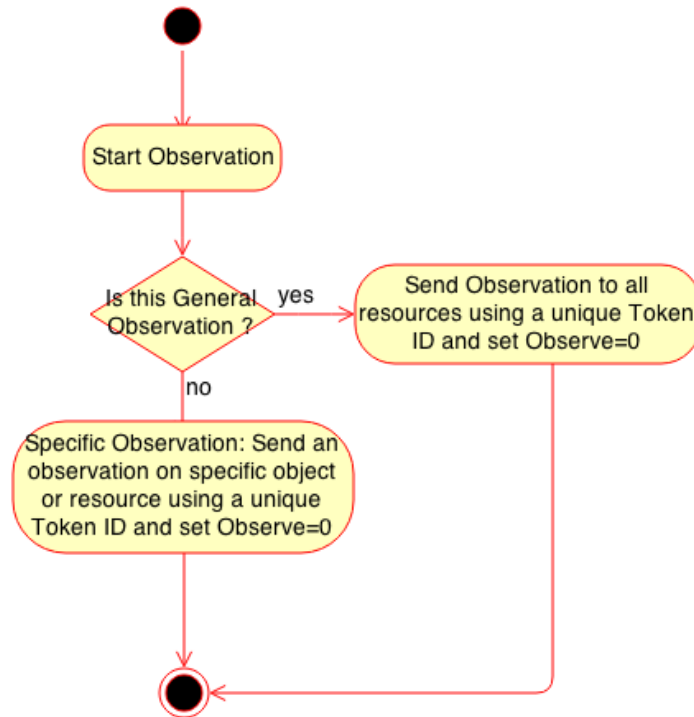 Start Observation
Is this General
Observation ?
yes
Send Observation to all
resources using a unique Token
ID and set Observe=0
no
Specific Observation: Send an
observation on specific object
or resource using a unique
Token ID and set Observe=0